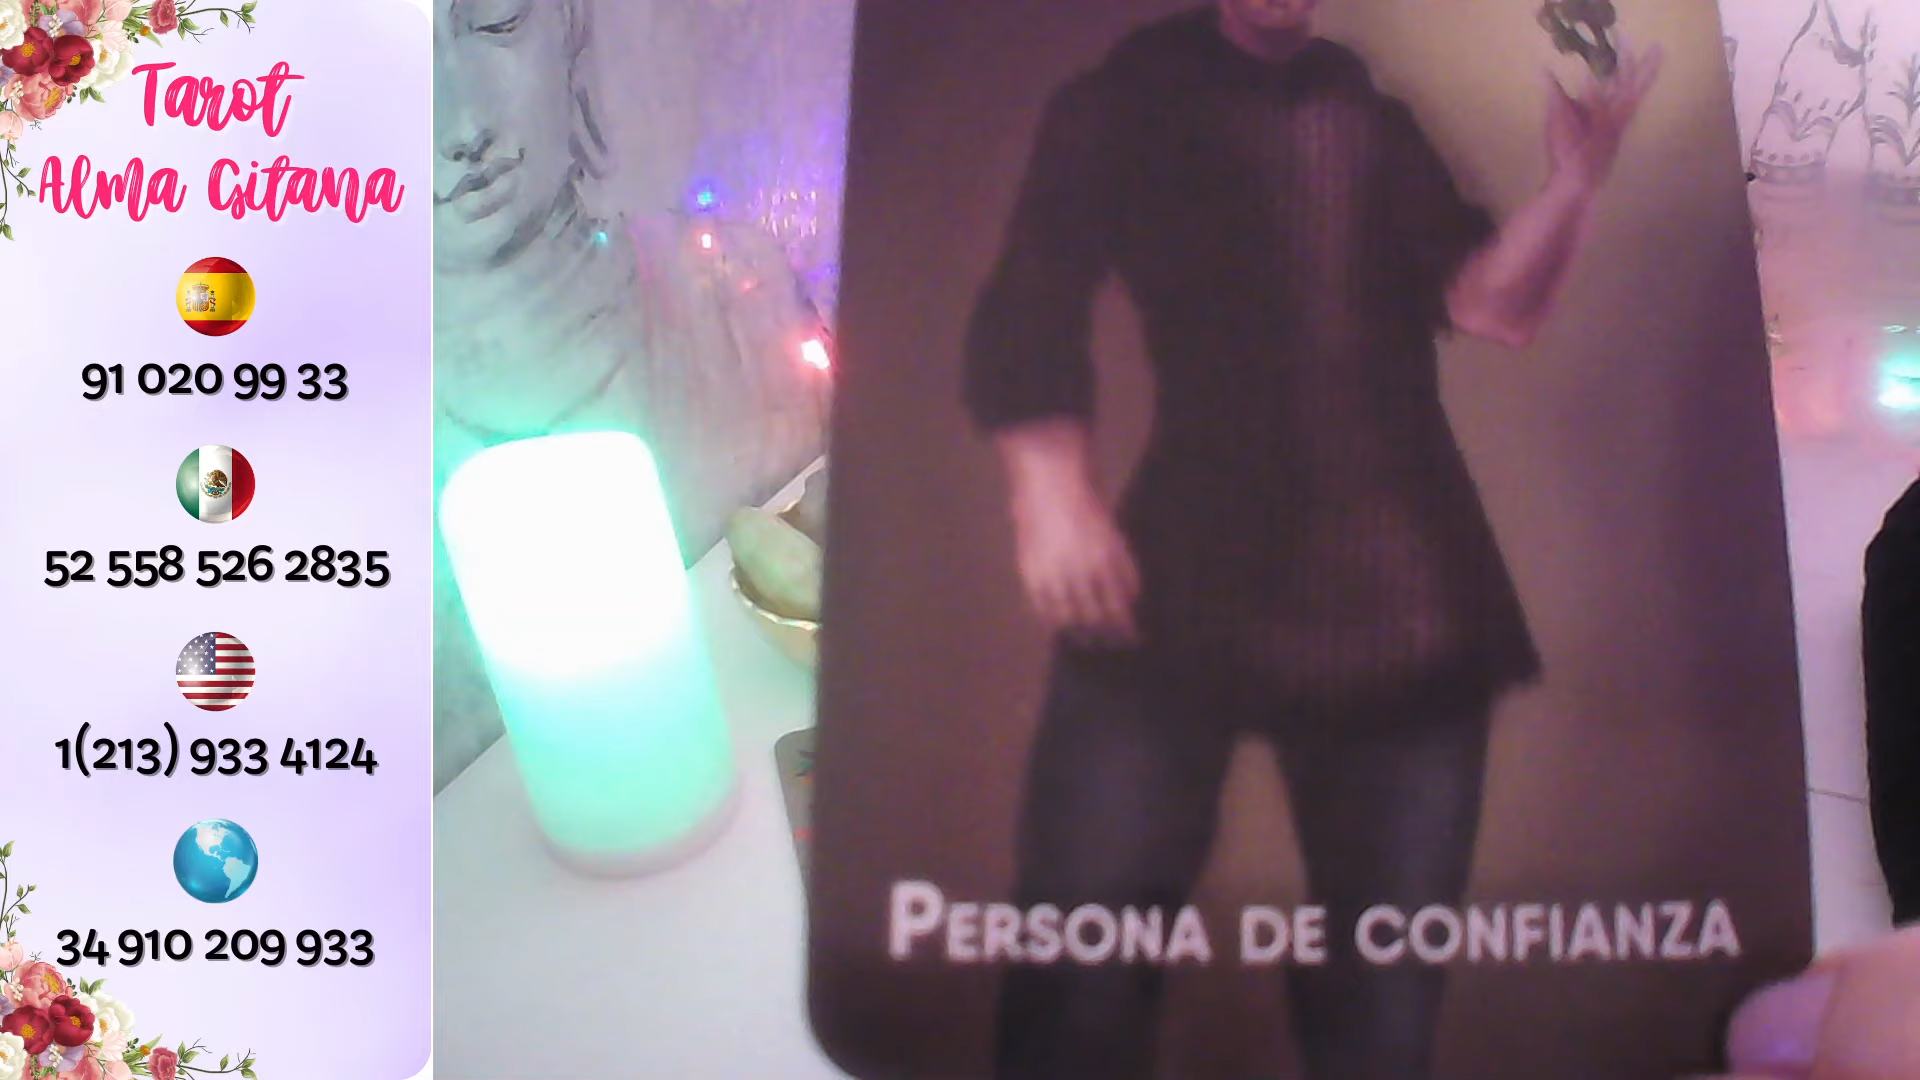 Tarot
Alma Gitana
91 020 99 33
52 558 526 2835
1(213) 933 4124
34 910 209 933
PERSONA DE CONFIANZA